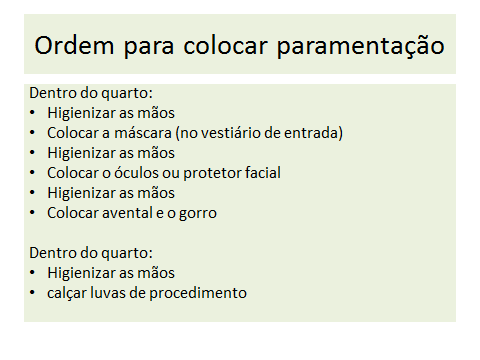 Ordem para colocar paramentação
Dentro do quarto:
• Higienizar as mãos
• Colocar a máscara (no vestiário de entrada)
• Higienizar as mãos
• Colocar o óculos ou protetor facial
• Higienizar as mãos
• Colocar avental e o gorro
Dentro do quarto:
• Higienizar as mãos
• calçar luvas de procedimento